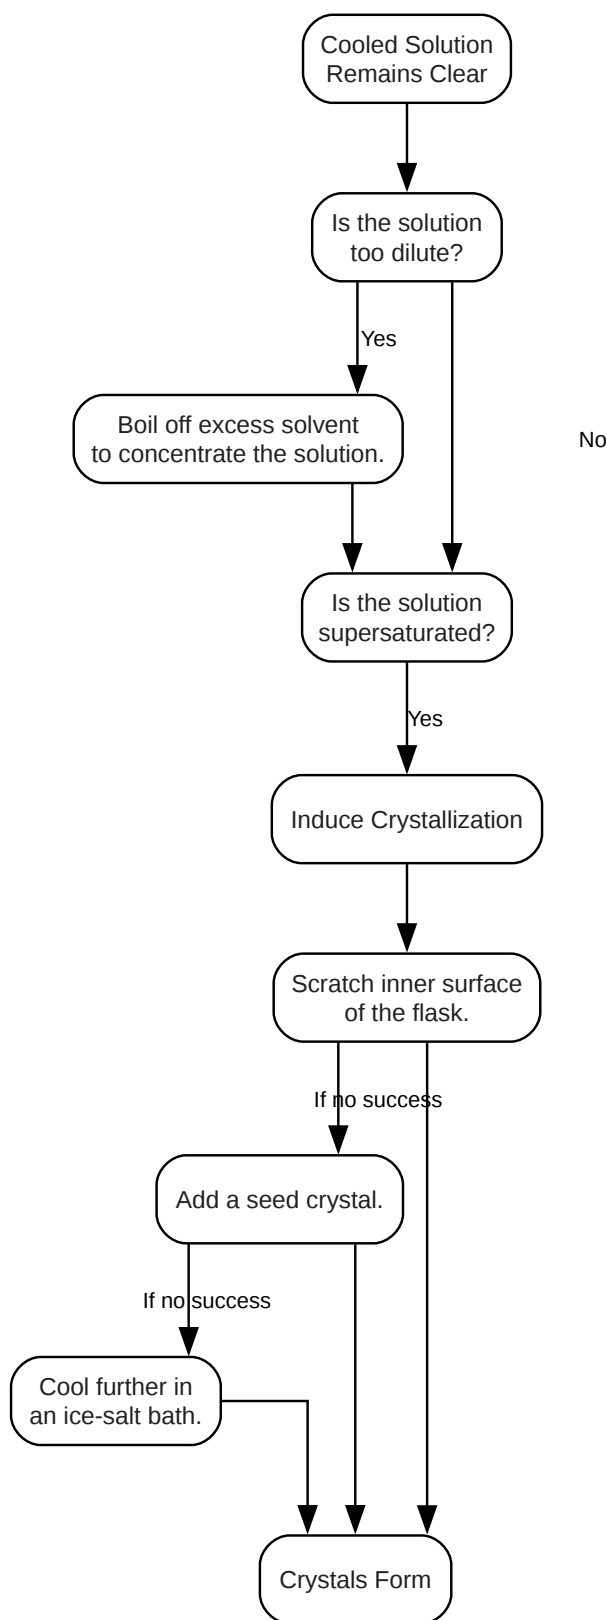 Cooled Solution
Remains Clear
Is the solution
too dilute?
Yes
Boil off excess solvent
to concentrate the solution.
No
Is the solution
supersaturated?
Yes
Induce Crystallization
Scratch inner surface
of the flask.
If no success
Add a seed crystal.
If no success
Cool further in
an ice-salt bath.
Crystals Form